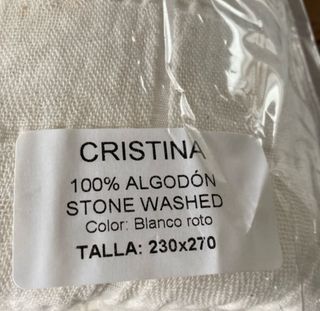 CRISTINA
100% ALGODÓN
STONE WASHED
Color: Blanco roto
TALLA: 230x270